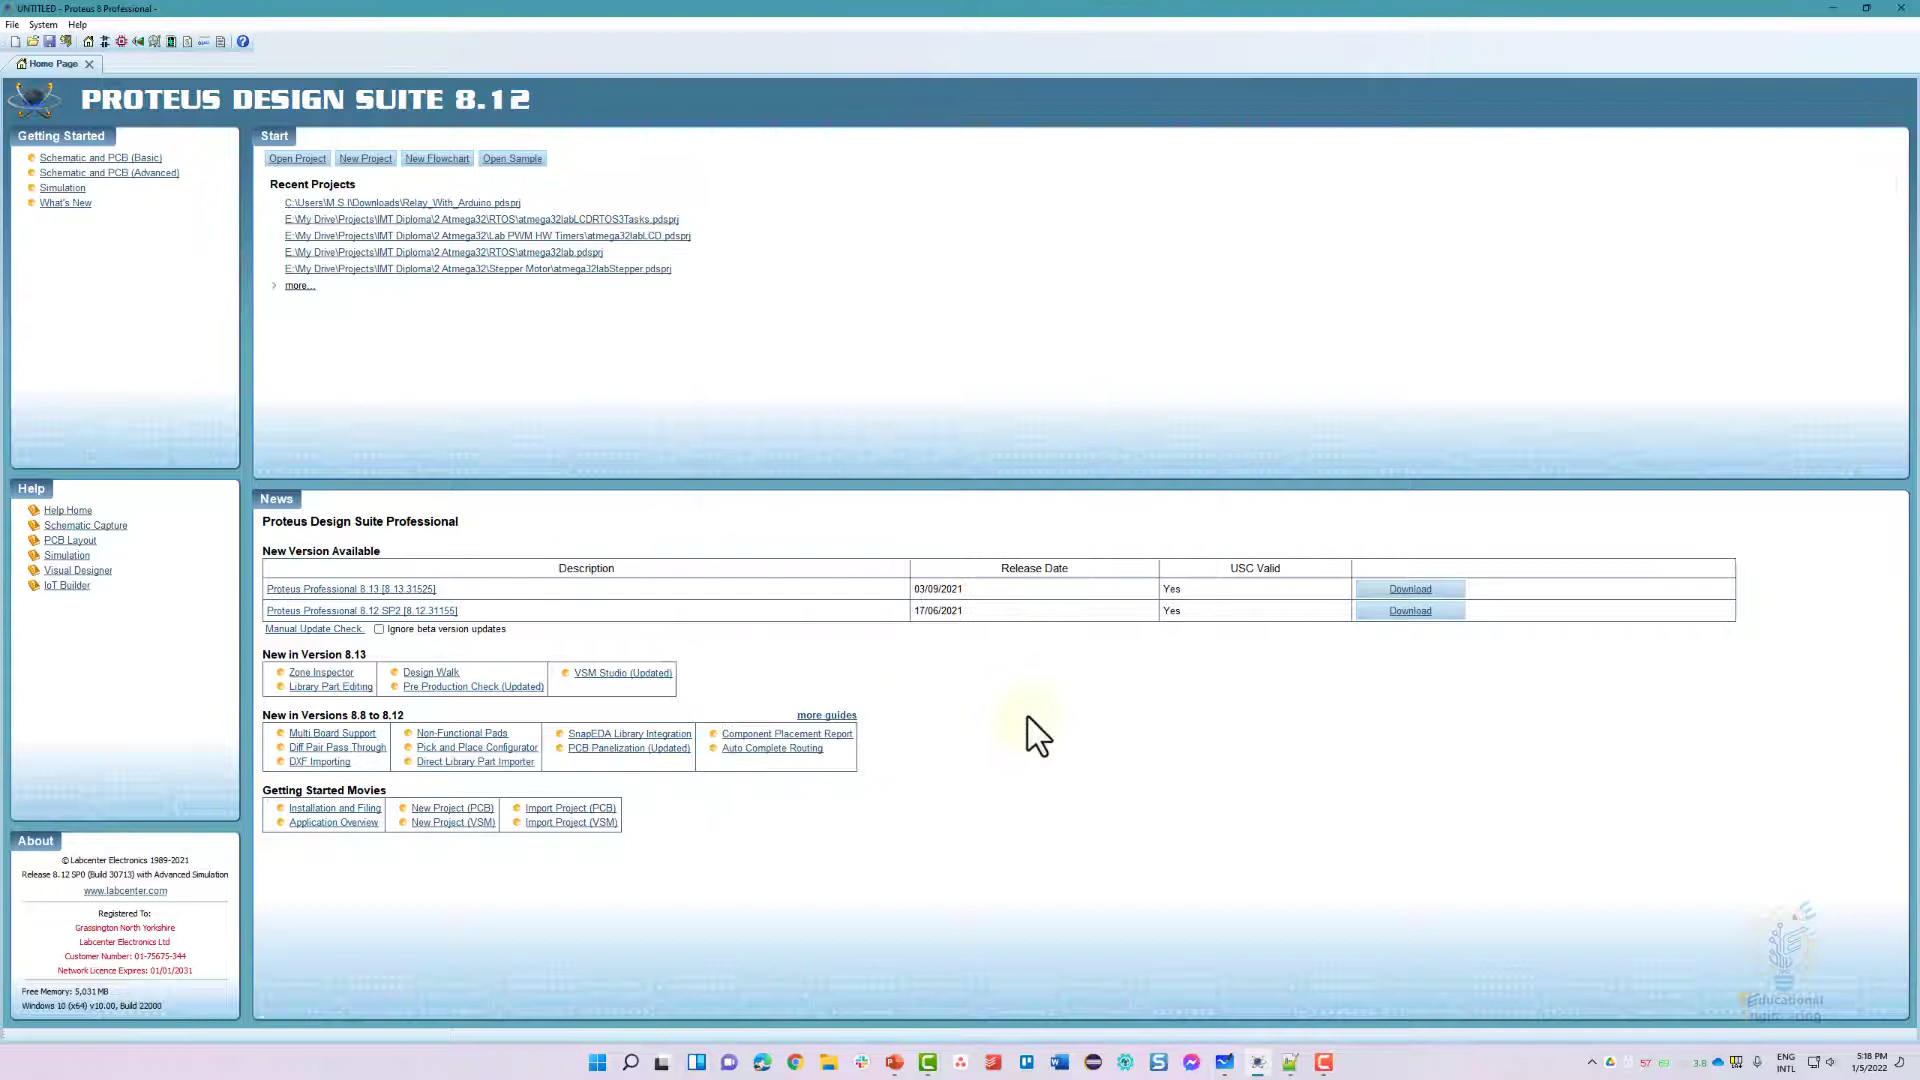 UNTITLED - Proteus 8 Professional -
File System Help
Home Page
PROTEUS DESIGN SUITE 8.12
Getting Started
Schematic and PCB (Basic)
Schematic and PCB (Advanced)
Simulation
What's New
Start
Open Project New Project New Flowchart Open Sample
Recent Projects
C:\Users\M.S.I\Downloads\Relay_With_Arduino.pdsprj
E:\My Drive\Projects\IMT Diploma\2 Atmega32\RTOS\atmega32labLCDRTOS3Tasks.pdsprj
E:\My Drive\Projects\IMT Diploma\2 Atmega32\Lab PWM HW Timers\atmega32labLCD.pdsprj
E:\My Drive\Projects\IMT Diploma\2 Atmega32\RTOS\atmega32lab.pdsprj
E:\My Drive\Projects\IMT Diploma\2 Atmega32\Stepper Motor\atmega32labStepper.pdsprj
more...
Help
Help Home
Schematic Capture
PCB Layout
Simulation
Visual Designer
IoT Builder
News
Proteus Design Suite Professional
New Version Available
Description Release Date USC Valid
Proteus Professional 8.13 [8.13.31525] 03/09/2021 Yes Download
Proteus Professional 8.12 SP2 [8.12.31155] 17/06/2021 Yes Download
Manual Update Check. Ignore beta version updates
New in Version 8.13
Zone Inspector Design Walk VSM Studio (Updated)
Library Part Editing Pre Production Check (Updated)
New in Versions 8.8 to 8.12 more guides
Multi Board Support Non-Functional Pads SnapEDA Library Integration Component Placement Report
Diff Pair Pass Through Pick and Place Configurator PCB Panelization (Updated) Auto Complete Routing
DXF Importing Direct Library Part Importer
Getting Started Movies
Installation and Filing New Project (PCB) Import Project (PCB)
Application Overview New Project (VSM) Import Project (VSM)
About
© Labcenter Electronics 1989-2021
Release 8.12 SP0 (Build 30713) with Advanced Simulation
www.labcenter.com
Registered To:
Grassington North Yorkshire
Labcenter Electronics Ltd
Customer Number: 01-75675-344
Network Licence Expires: 01/01/2031
Free Memory: 5,031 MB
Windows 10 (x64) v10.00, Build 22000
Educational
Engineering
57 69 3.8
ENG
INTL
5:18 PM
1/5/2022